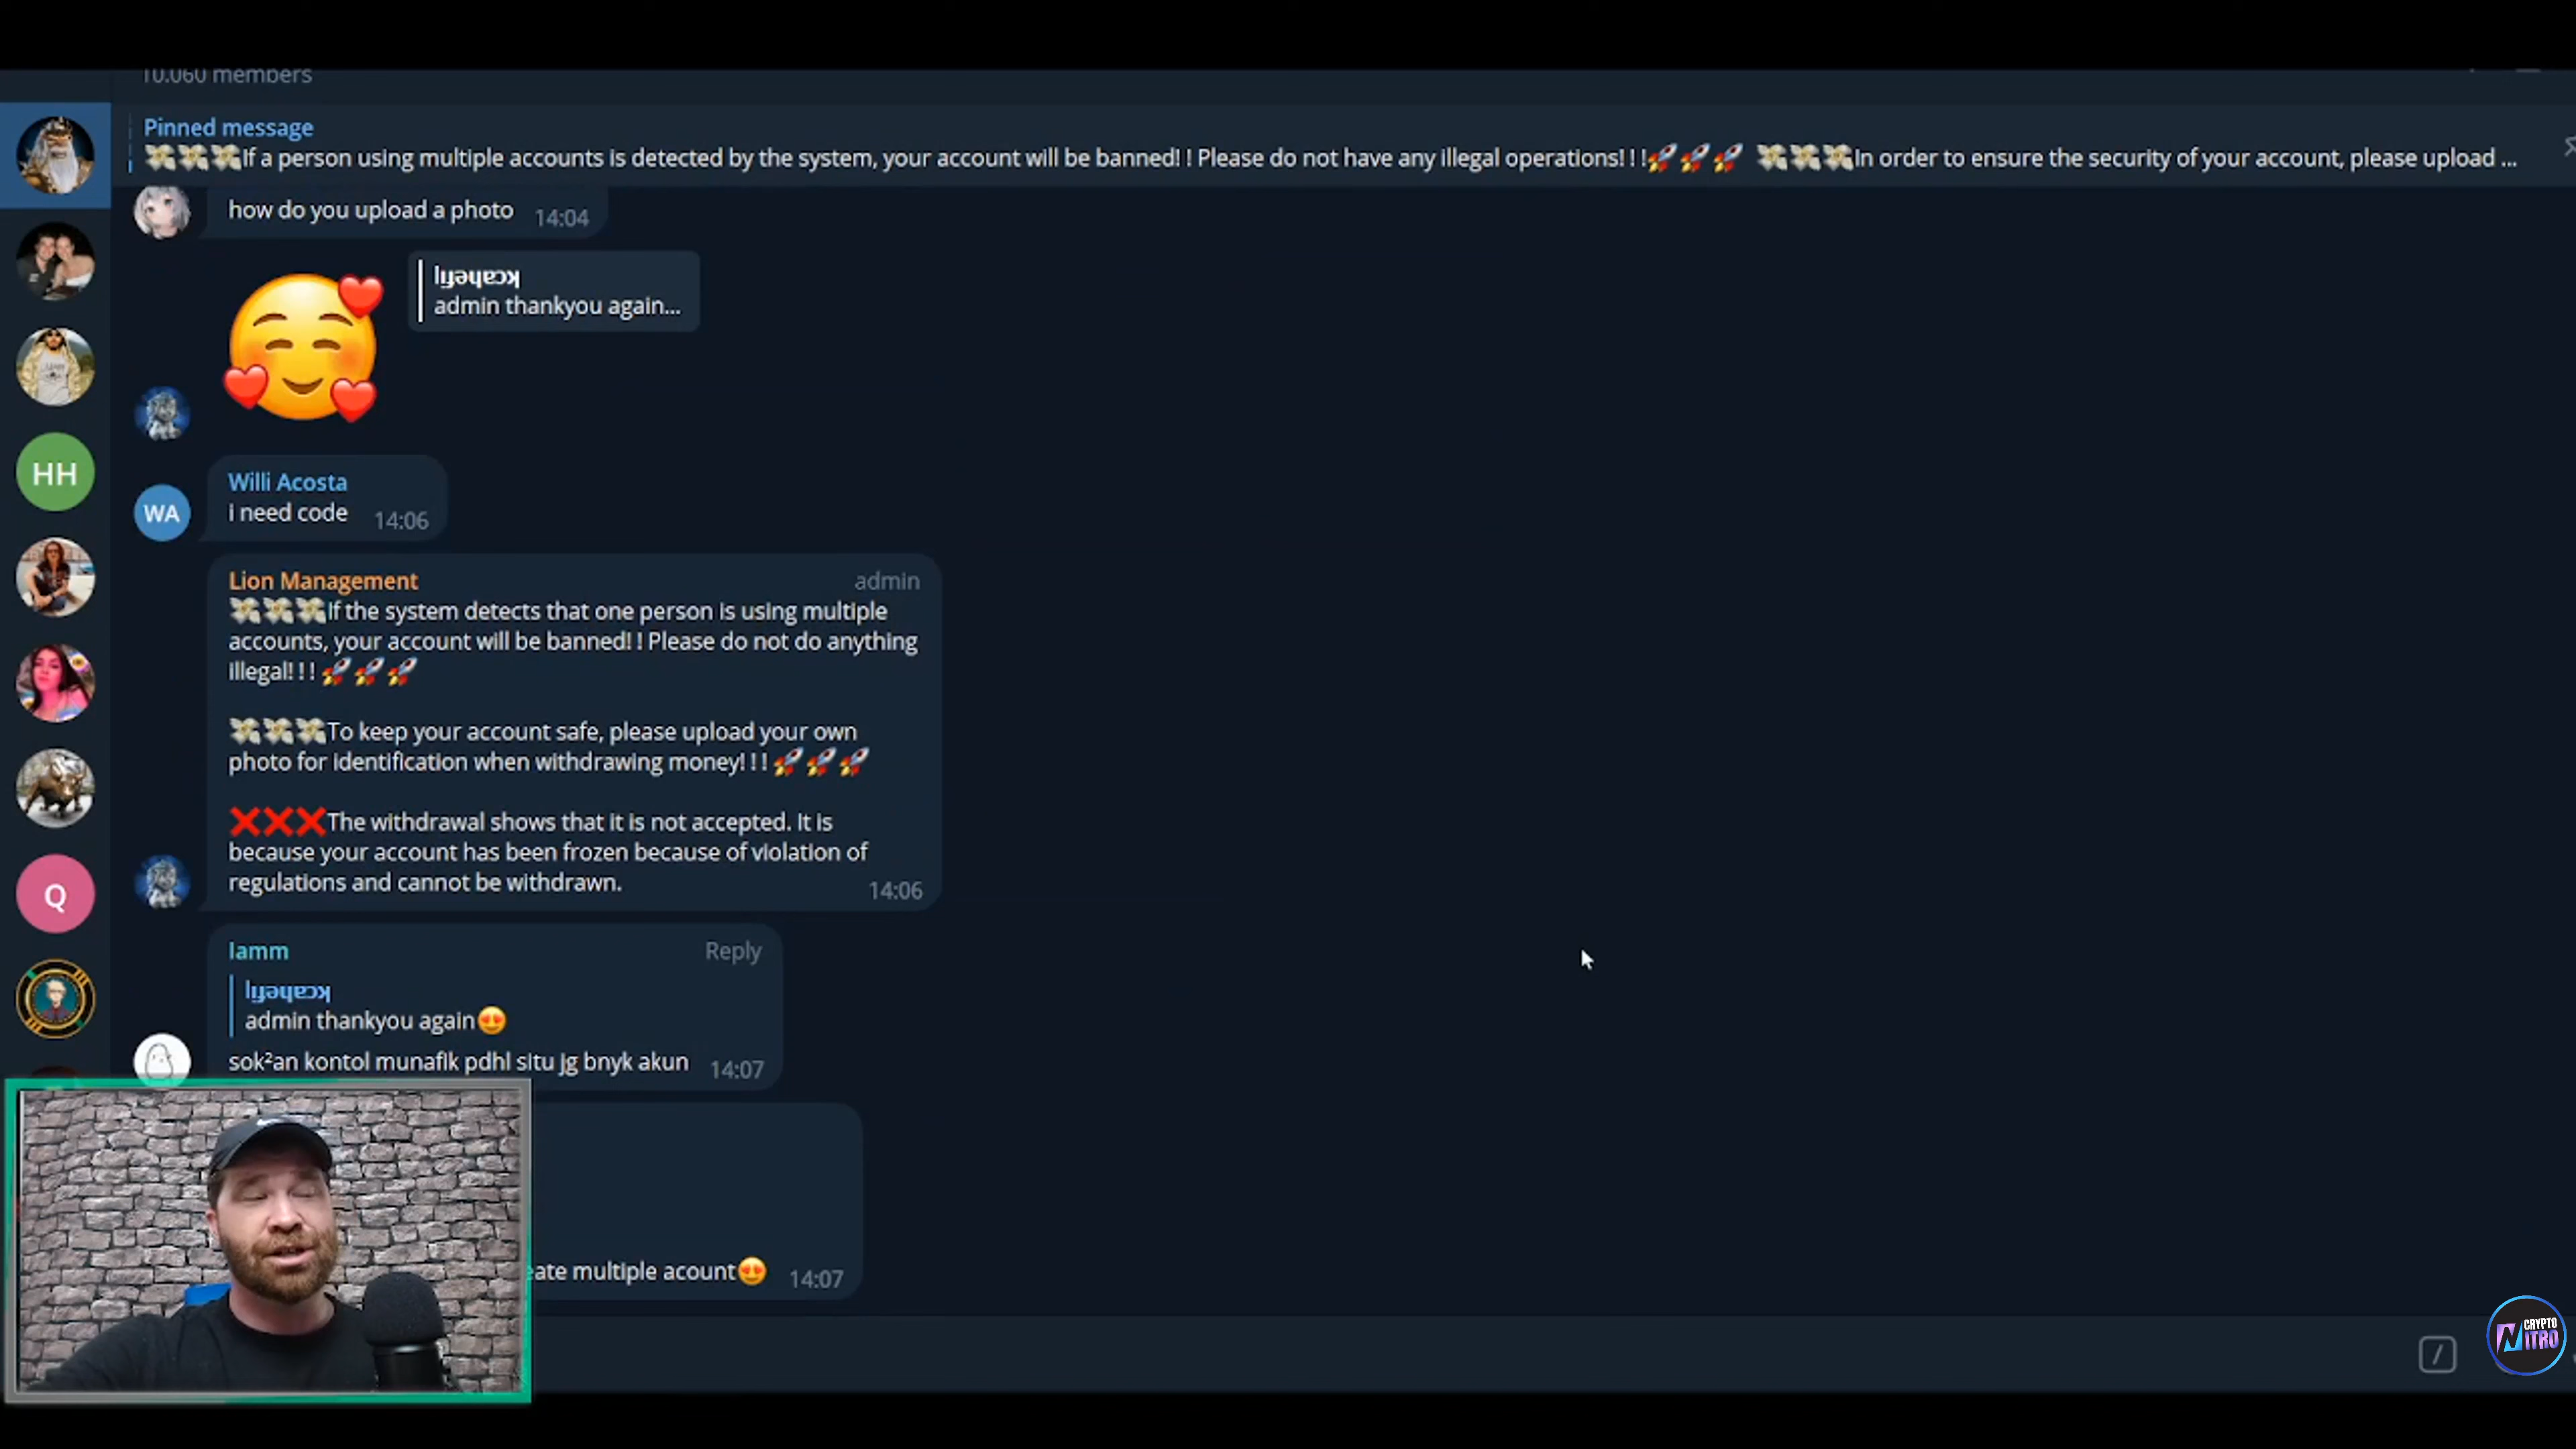 10.060 members
Pinned message
💸💸💸If a person using multiple accounts is detected by the system, your account will be banned! ! Please do not have any illegal operations! ! !🚀🚀🚀 💸💸💸In order to ensure the security of your account, please upload ...
how do you upload a photo 14:04
admin thankyou again...
Willi Acosta
WA
i need code 14:06
HH
Lion Management admin
💸💸💸If the system detects that one person is using multiple
accounts, your account will be banned! ! Please do not do anything
illegal! ! ! 🚀🚀🚀
💸💸💸To keep your account safe, please upload your own
photo for identification when withdrawing money! ! ! 🚀🚀🚀
❌❌❌The withdrawal shows that it is not accepted. It is
because your account has been frozen because of violation of
regulations and cannot be withdrawn. 14:06
Q
Iamm Reply
admin thankyou again😍
sok²an kontol munafik pdhl situ jg bnyk akun 14:07
eate multiple acount😍 14:07
CRYPTO
NITRO